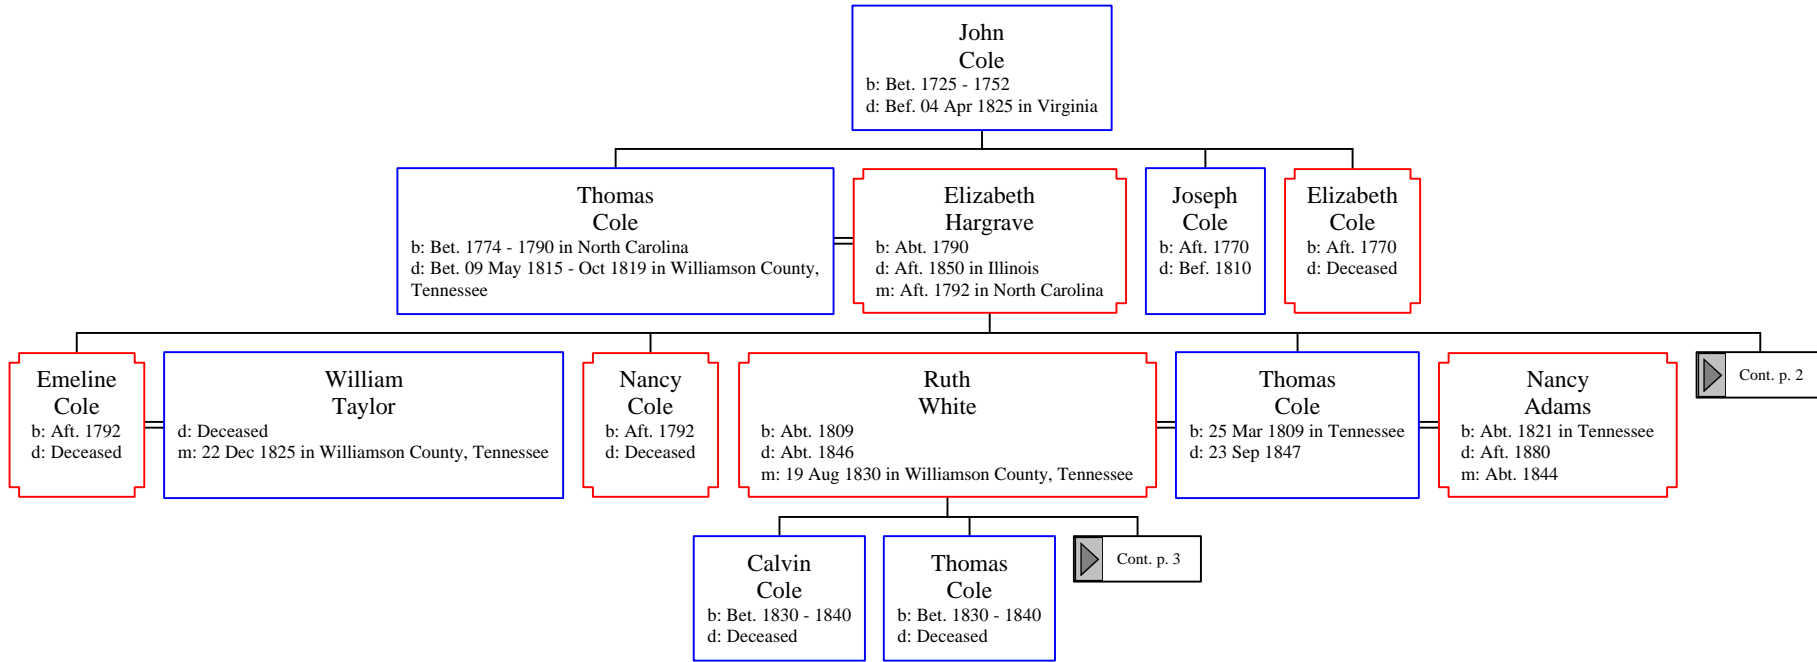 John
Cole
b: Bet. 1725 - 1752
d: Bef. 04 Apr 1825 in Virginia
Thomas
Cole
b: Bet. 1774 - 1790 in North Carolina
d: Bet. 09 May 1815 - Oct 1819 in Williamson County,
Tennessee
Elizabeth
Hargrave
b: Abt. 1790
d: Aft. 1850 in Illinois
m: Aft. 1792 in North Carolina
Joseph
Cole
b: Aft. 1770
d: Bef. 1810
Elizabeth
Cole
b: Aft. 1770
d: Deceased
Emeline
Cole
b: Aft. 1792
d: Deceased
William
Taylor
d: Deceased
m: 22 Dec 1825 in Williamson County, Tennessee
Nancy
Cole
b: Aft. 1792
d: Deceased
Ruth
White
b: Abt. 1809
d: Abt. 1846
m: 19 Aug 1830 in Williamson County, Tennessee
Thomas
Cole
b: 25 Mar 1809 in Tennessee
d: 23 Sep 1847
Nancy
Adams
b: Abt. 1821 in Tennessee
d: Aft. 1880
m: Abt. 1844
Cont. p. 2
Calvin
Cole
b: Bet. 1830 - 1840
d: Deceased
Thomas
Cole
b: Bet. 1830 - 1840
d: Deceased
Cont. p. 3